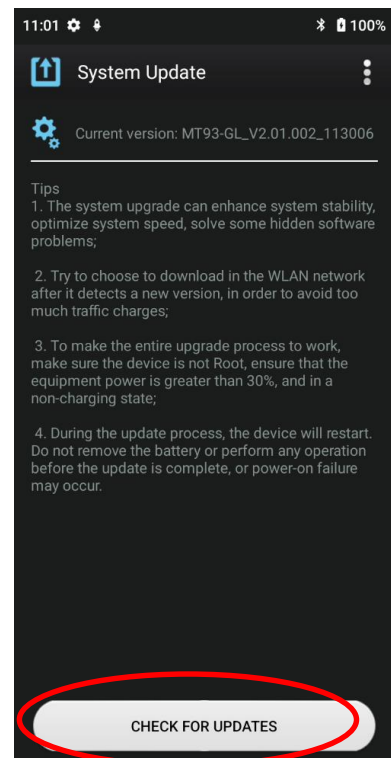 11:01 100%
System Update
Current version: MT93-GL_V2.01.002_113006
Tips
1. The system upgrade can enhance system stability,
optimize system speed, solve some hidden software
problems;
2. Try to choose to download in the WLAN network
after it detects a new version, in order to avoid too
much traffic charges;
3. To make the entire upgrade process to work,
make sure the device is not Root, ensure that the
equipment power is greater than 30%, and in a
non-charging state;
4. During the update process, the device will restart.
Do not remove the battery or perform any operation
before the update is complete, or power-on failure
may occur.
CHECK FOR UPDATES